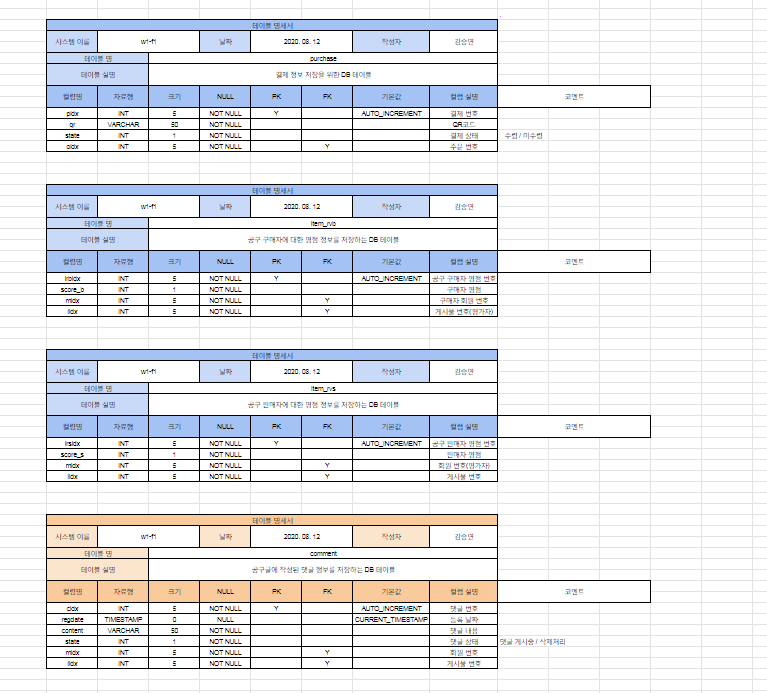 테이블 명세서
시스템 이름 w1-f1 날짜 2020. 08. 12 작성자 김승연
테이블 명 purchase
테이블 설명 결제 정보 저장을 위한 DB 테이블
컬럼명 자료형 크기 NULL PK FK 기본값 컬럼 설명 코멘트
pidx INT 5 NOT NULL Y AUTO_INCREMENT 결제 번호
qr VARCHAR 50 NOT NULL QR코드
state INT 1 NOT NULL 결제 상태 수령 / 미수령
oidx INT 5 NOT NULL Y 주문 번호
테이블 명세서
시스템 이름 w1-f1 날짜 2020. 08. 12 작성자 김승연
테이블 명 item_rvb
테이블 설명 공구 구매자에 대한 평점 정보를 저장하는 DB 테이블
컬럼명 자료형 크기 NULL PK FK 기본값 컬럼 설명 코멘트
irbidx INT 5 NOT NULL Y AUTO_INCREMENT 공구 구매자 평점 번호
score_b INT 1 NOT NULL 구매자 평점
midx INT 5 NOT NULL Y 구매자 회원 번호
iidx INT 5 NOT NULL Y 게시물 번호(평가자)
테이블 명세서
시스템 이름 w1-f1 날짜 2020. 08. 12 작성자 김승연
테이블 명 item_rvs
테이블 설명 공구 판매자에 대한 평점 정보를 저장하는 DB 테이블
컬럼명 자료형 크기 NULL PK FK 기본값 컬럼 설명 코멘트
irsidx INT 5 NOT NULL Y AUTO_INCREMENT 공구 판매자 평점 번호
score_s INT 1 NOT NULL 판매자 평점
midx INT 5 NOT NULL Y 회원 번호(평가자)
iidx INT 5 NOT NULL Y 게시물 번호
테이블 명세서
시스템 이름 w1-f1 날짜 2020. 08. 12 작성자 김승연
테이블 명 comment
테이블 설명 공구글에 작성된 댓글 정보를 저장하는 DB 테이블
컬럼명 자료형 크기 NULL PK FK 기본값 컬럼 설명 코멘트
cidx INT 5 NOT NULL Y AUTO_INCREMENT 댓글 번호
regdate TIMESTAMP 0 NULL CURRENT_TIMESTAMP 등록 날짜
content VARCHAR 50 NOT NULL 댓글 내용
state INT 1 NOT NULL 댓글 상태 댓글 게시중 / 삭제처리
midx INT 5 NOT NULL Y 회원 번호
iidx INT 5 NOT NULL Y 게시물 번호